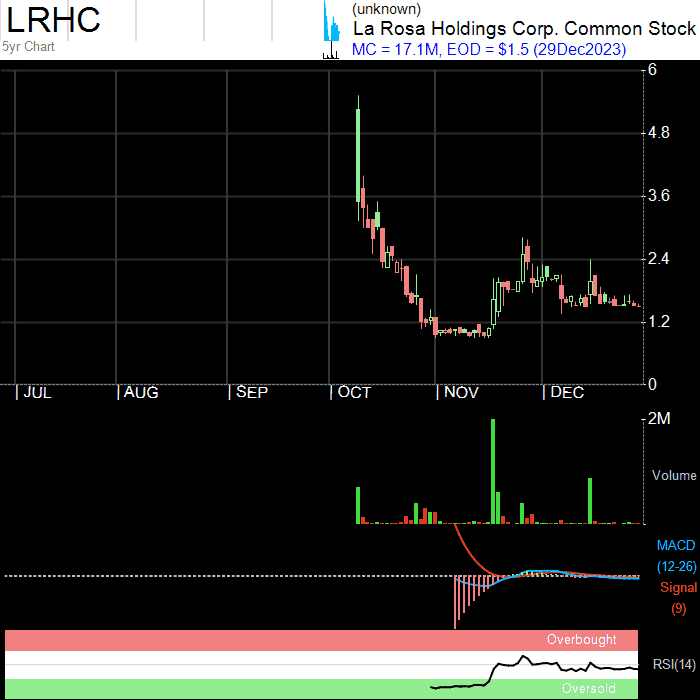 LRHC
5yr Chart
(unknown)
La Rosa Holdings Corp. Common Stock
MC = 17.1M, EOD = $1.5 (29Dec2023)
6
4.8
3.6
2.4
1.2
0
JUL AUG SEP OCT NOV DEC
2M
Volume
MACD
(12-26)
Signal
(9)
Overbought
RSI(14)
Oversold